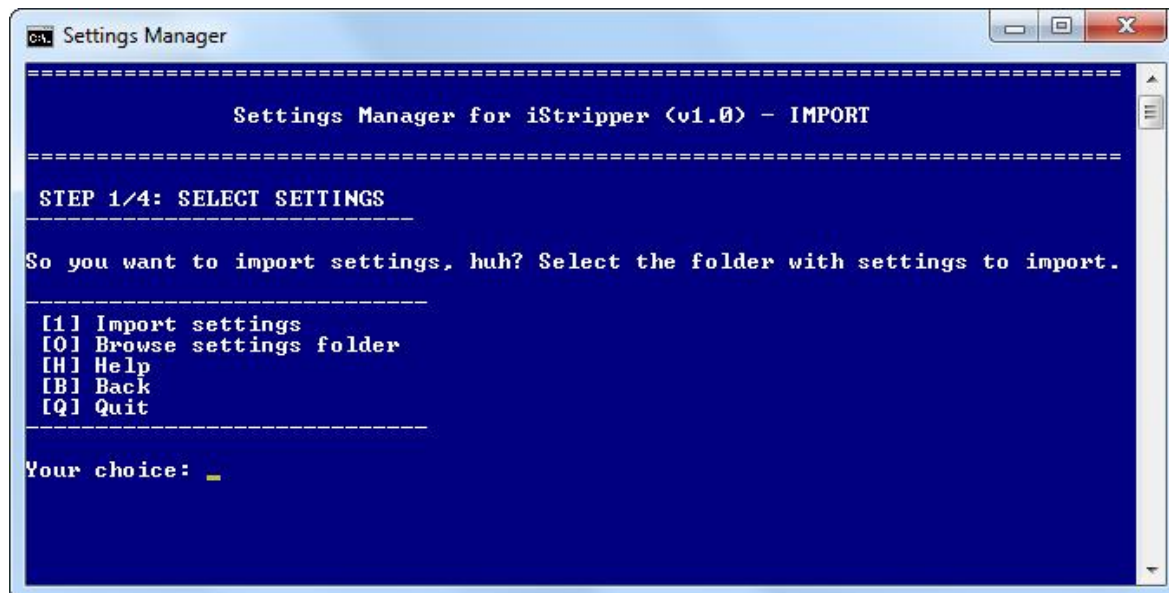 C:\.
Settings Manager
===============================================================================
Settings Manager for iStripper (v1.0) - IMPORT
===============================================================================
STEP 1/4: SELECT SETTINGS
----------------------------
So you want to import settings, huh? Select the folder with settings to import.
-----------------------------
[1] Import settings
[O] Browse settings folder
[H] Help
[B] Back
[Q] Quit
-----------------------------
Your choice: _